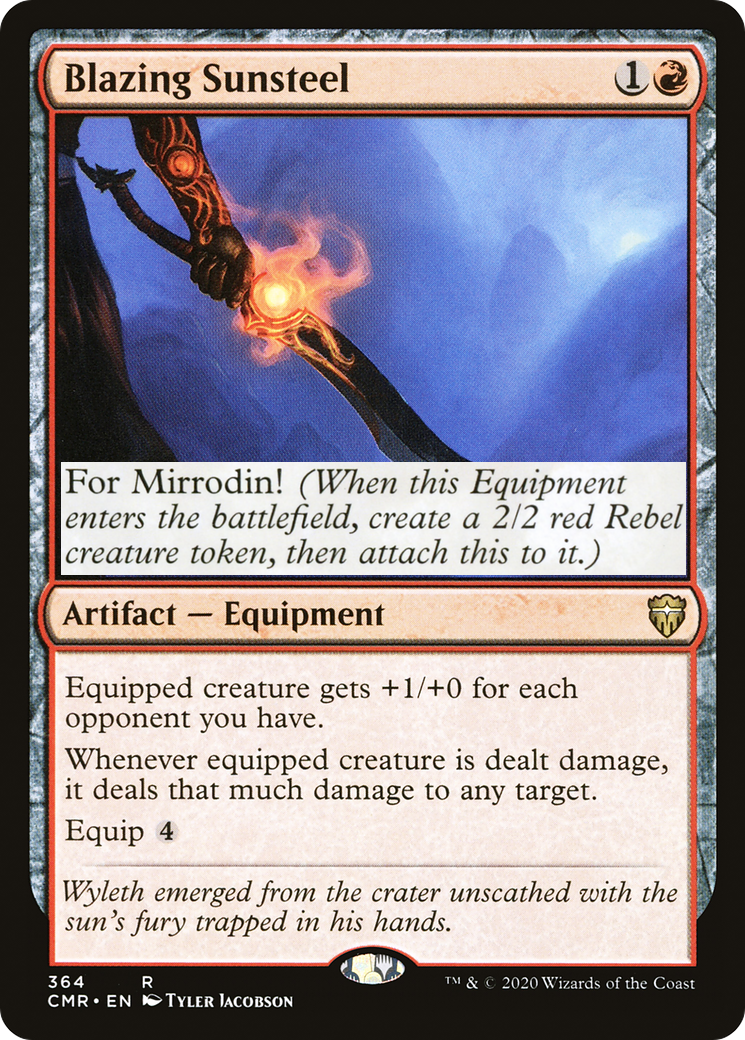 Blazing Sunsteel 1
For Mirrodin! (When this Equipment
enters the battlefield, create a 2/2 red Rebel
creature token, then attach this to it.)
Artifact — Equipment
Equipped creature gets +1/+0 for each
opponent you have.
Whenever equipped creature is dealt damage,
it deals that much damage to any target.
Equip 4
Wyleth emerged from the crater unscathed with the
sun's fury trapped in his hands.
364 R
CMR • EN Tyler Jacobson
™ & © 2020 Wizards of the Coast